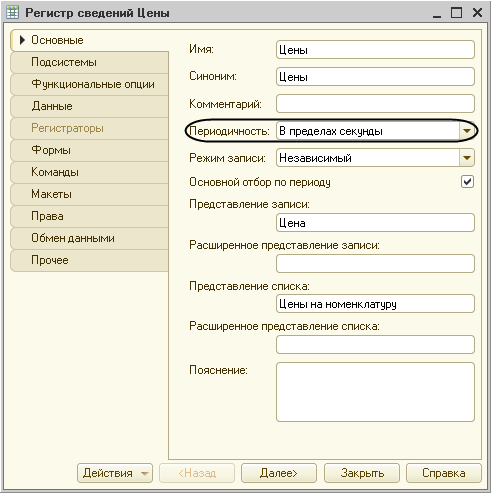 Регистр сведений Цены
Основные
Подсистемы
Функциональные опции
Данные
Регистраторы
Формы
Команды
Макеты
Права
Обмен данными
Прочее
Имя: Цены
Синоним: Цены
Комментарий:
Периодичность: В пределах секунды
Режим записи: Независимый
Основной отбор по периоду
Представление записи:
Цена
Расширенное представление записи:
Представление списка:
Цены на номенклатуру
Расширенное представление списка:
Пояснение:
Действия <Назад Далее> Закрыть Справка